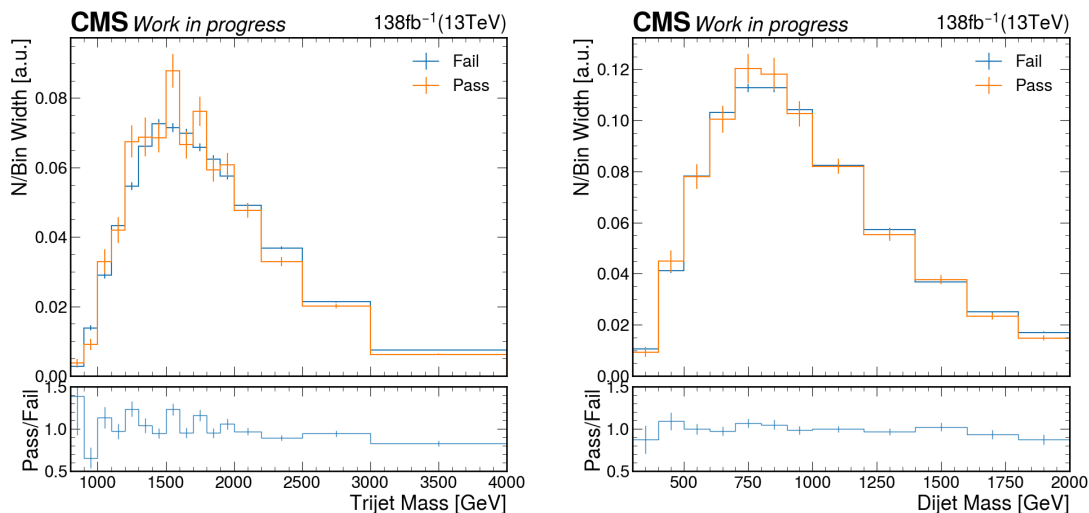 CMS Work in progress 138fb⁻¹(13TeV)
N/Bin Width [a.u.]
Fail
Pass
0.08
0.06
0.04
0.02
0.00
Pass/Fail
1.5
1.0
0.5
1000 1500 2000 2500 3000 3500 4000
Trijet Mass [GeV]
CMS Work in progress 138fb⁻¹(13TeV)
N/Bin Width [a.u.]
Fail
Pass
0.12
0.10
0.08
0.06
0.04
0.02
0.00
Pass/Fail
1.5
1.0
0.5
500 750 1000 1250 1500 1750 2000
Dijet Mass [GeV]